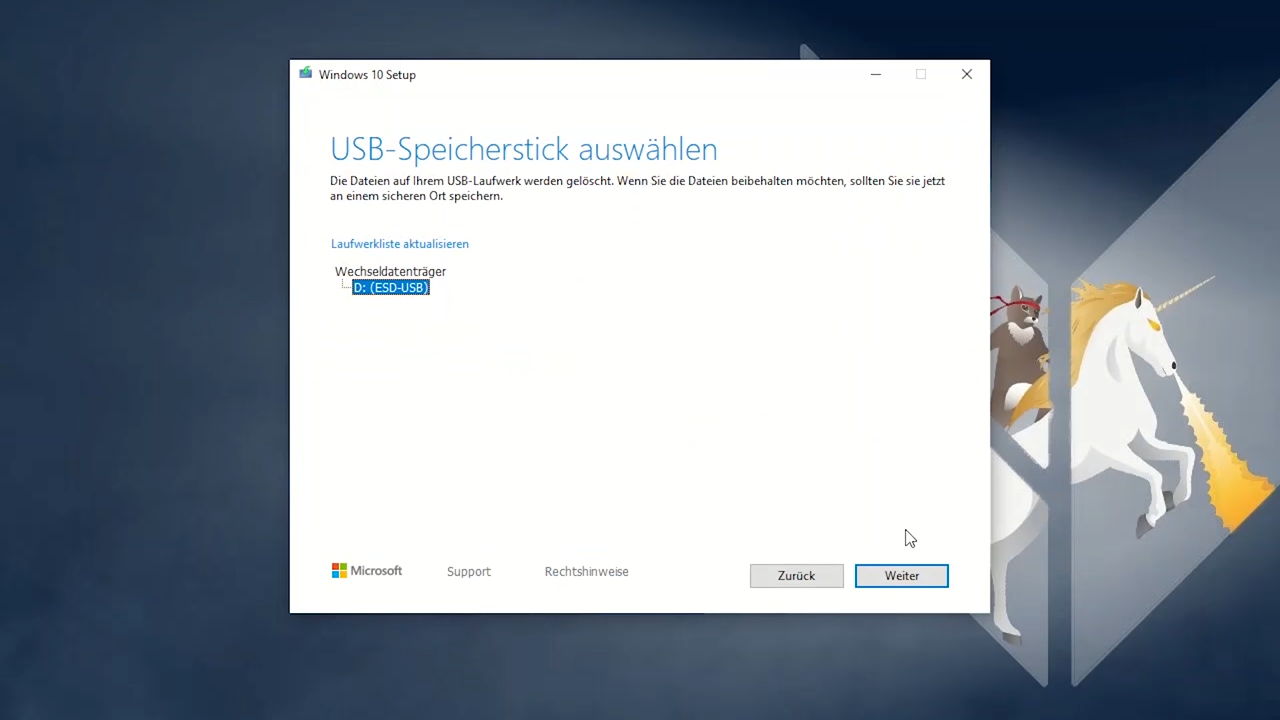 Windows 10 Setup
USB-Speicherstick auswählen
Die Dateien auf Ihrem USB-Laufwerk werden gelöscht. Wenn Sie die Dateien beibehalten möchten, sollten Sie sie jetzt
an einem sicheren Ort speichern.
Laufwerkliste aktualisieren
Wechseldatenträger
D: (ESD-USB)
Microsoft
Support
Rechtshinweise
Zurück
Weiter